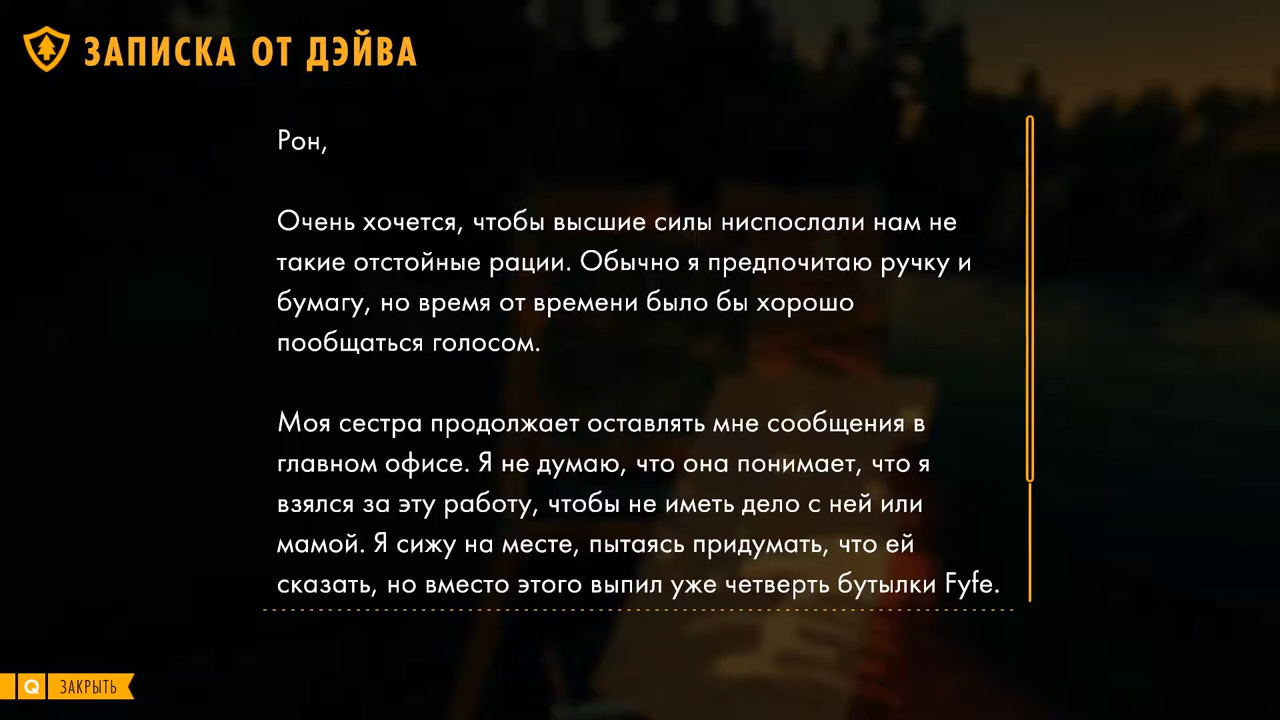 ЗАПИСКА ОТ ДЭЙВА
Рон,
Очень хочется, чтобы высшие силы ниспослали нам не
такие отстойные рации. Обычно я предпочитаю ручку и
бумагу, но время от времени было бы хорошо
пообщаться голосом.
Моя сестра продолжает оставлять мне сообщения в
главном офисе. Я не думаю, что она понимает, что я
взялся за эту работу, чтобы не иметь дело с ней или
мамой. Я сижу на месте, пытаясь придумать, что ей
сказать, но вместо этого выпил уже четверть бутылки Fyfe.
Q ЗАКРЫТЬ